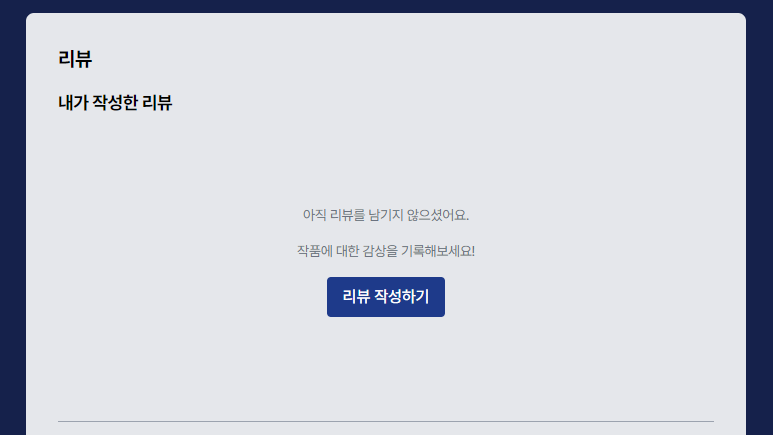 리뷰
내가 작성한 리뷰
아직 리뷰를 남기지 않으셨어요.
작품에 대한 감상을 기록해보세요!
리뷰 작성하기